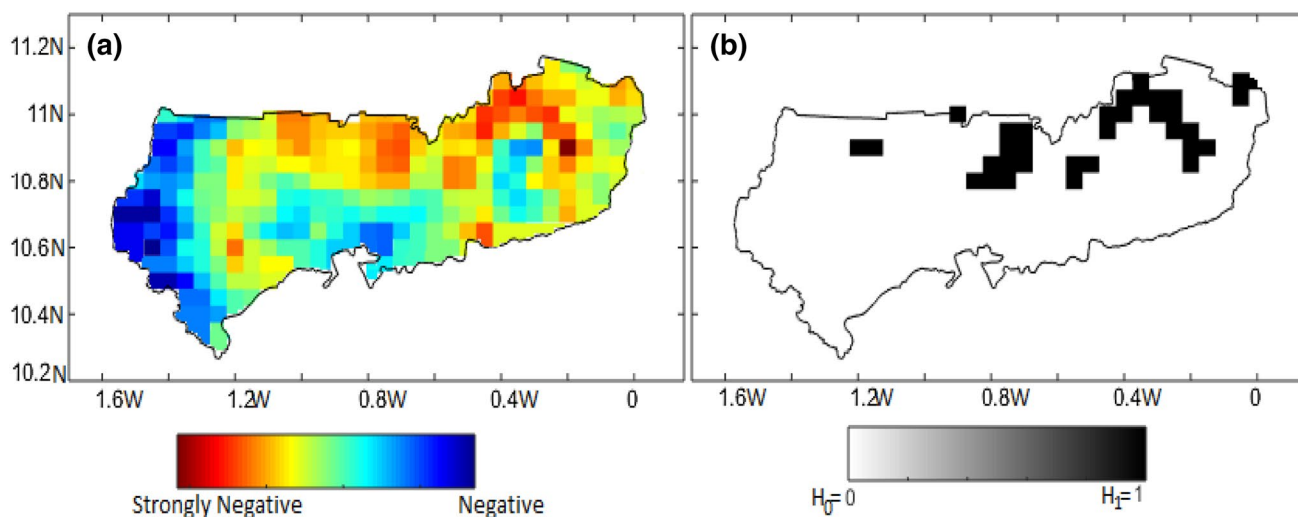 (a)
11.2N
11N
10.8N
10.6N
10.4N
10.2N
1.6W 1.2W 0.8W 0.4W 0
Strongly Negative Negative
(b)
1.6W 1.2W 0.8W 0.4W 0
H₀=0 H₁=1